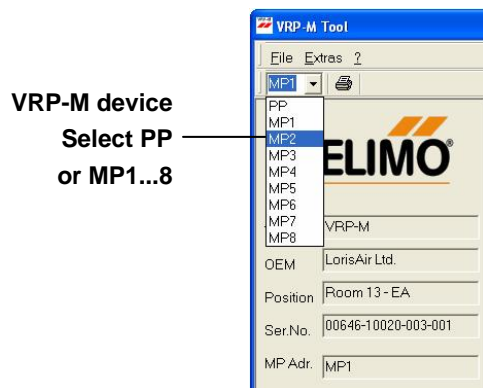 VRP-M Tool
File Extras ?
MP1
VRP-M device
Select PP
or MP1...8
PP
MP1
MP2
MP3
MP4
MP5
MP6
MP7
MP8
ELIMO®
VRP-M
OEM LorisAir Ltd.
Position Room 13 - EA
Ser.No. 00646-10020-003-001
MP Adr. MP1